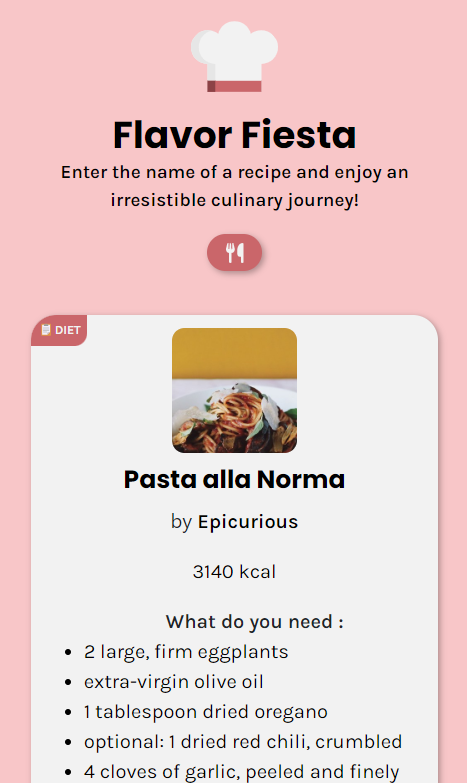 Flavor Fiesta
Enter the name of a recipe and enjoy an
irresistible culinary journey!
DIET
Pasta alla Norma
by Epicurious
3140 kcal
What do you need :
2 large, firm eggplants
extra-virgin olive oil
1 tablespoon dried oregano
optional: 1 dried red chili, crumbled
4 cloves of garlic, peeled and finely